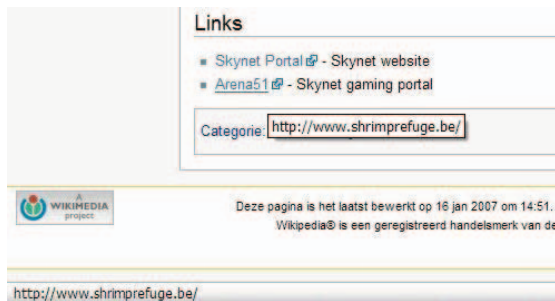 Links
Skynet Portal - Skynet website
Arena51 - Skynet gaming portal
Categorie: http://www.shrimprefuge.be/
A
WIKIMEDIA
project
Deze pagina is het laatst bewerkt op 16 jan 2007 om 14:51.
Wikipedia® is een geregistreerd handelsmerk van de
http://www.shrimprefuge.be/